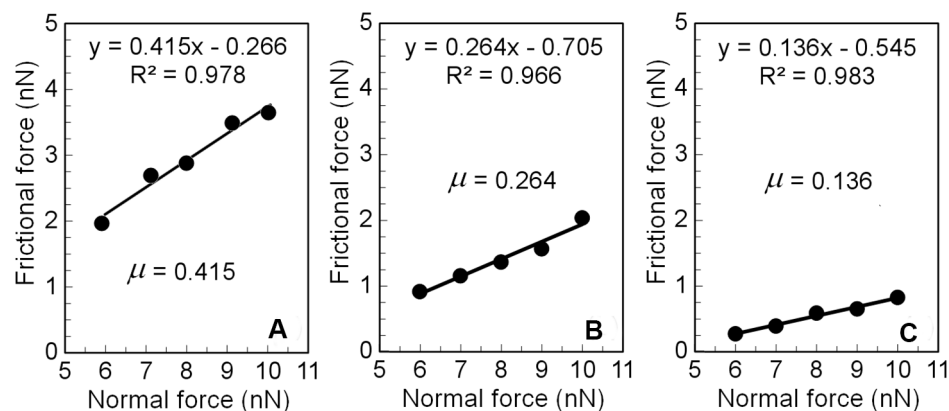 Frictional force (nN)
5
4
3
2
1
0
y = 0.415x - 0.266
R² = 0.978
μ = 0.415
A
5 6 7 8 9 10 11
Normal force (nN)
Frictional force (nN)
5
4
3
2
1
0
y = 0.264x - 0.705
R² = 0.966
μ = 0.264
B
5 6 7 8 9 10 11
Normal force (nN)
Frictional force (nN)
5
4
3
2
1
0
y = 0.136x - 0.545
R² = 0.983
μ = 0.136
C
5 6 7 8 9 10 11
Normal force (nN)